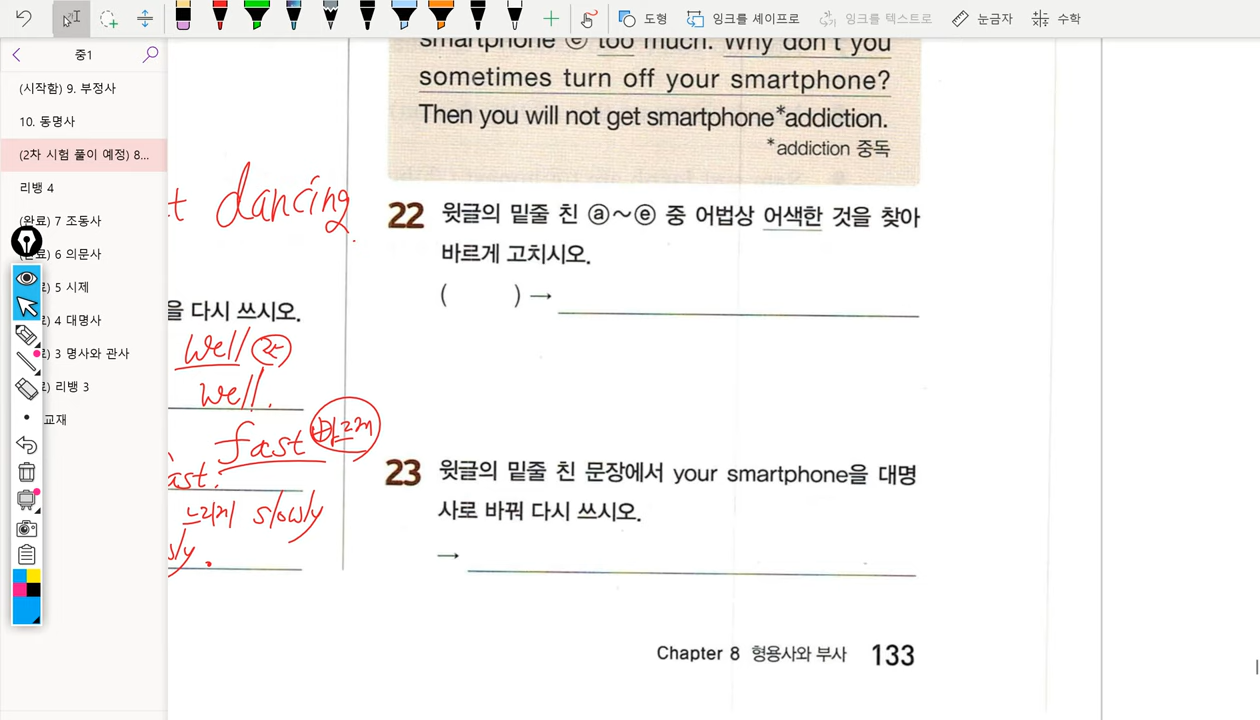 도형
잉크를 셰이프로
잉크를 텍스트로
눈금자
수학
중1
(시작함) 9. 부정사
10. 동명사
(2차 시험 풀이 예정) 8...
리뱅 4
(완료) 7 조동사
6 의문사
5 시제
4 대명사
3 명사와 관사
리뱅 3
교재
dancing.
을 다시 쓰시오.
well 잘
well.
fast 빠르게
ast.
느리게 slowly
sly.
smartphone ⓔ too much. Why don't you
sometimes turn off your smartphone?
Then you will not get smartphone*addiction.
*addiction 중독
22 윗글의 밑줄 친 ⓐ~ⓔ 중 어법상 어색한 것을 찾아
바르게 고치시오.
( ) →
23 윗글의 밑줄 친 문장에서 your smartphone을 대명
사로 바꿔 다시 쓰시오.
→
Chapter 8 형용사와 부사 133